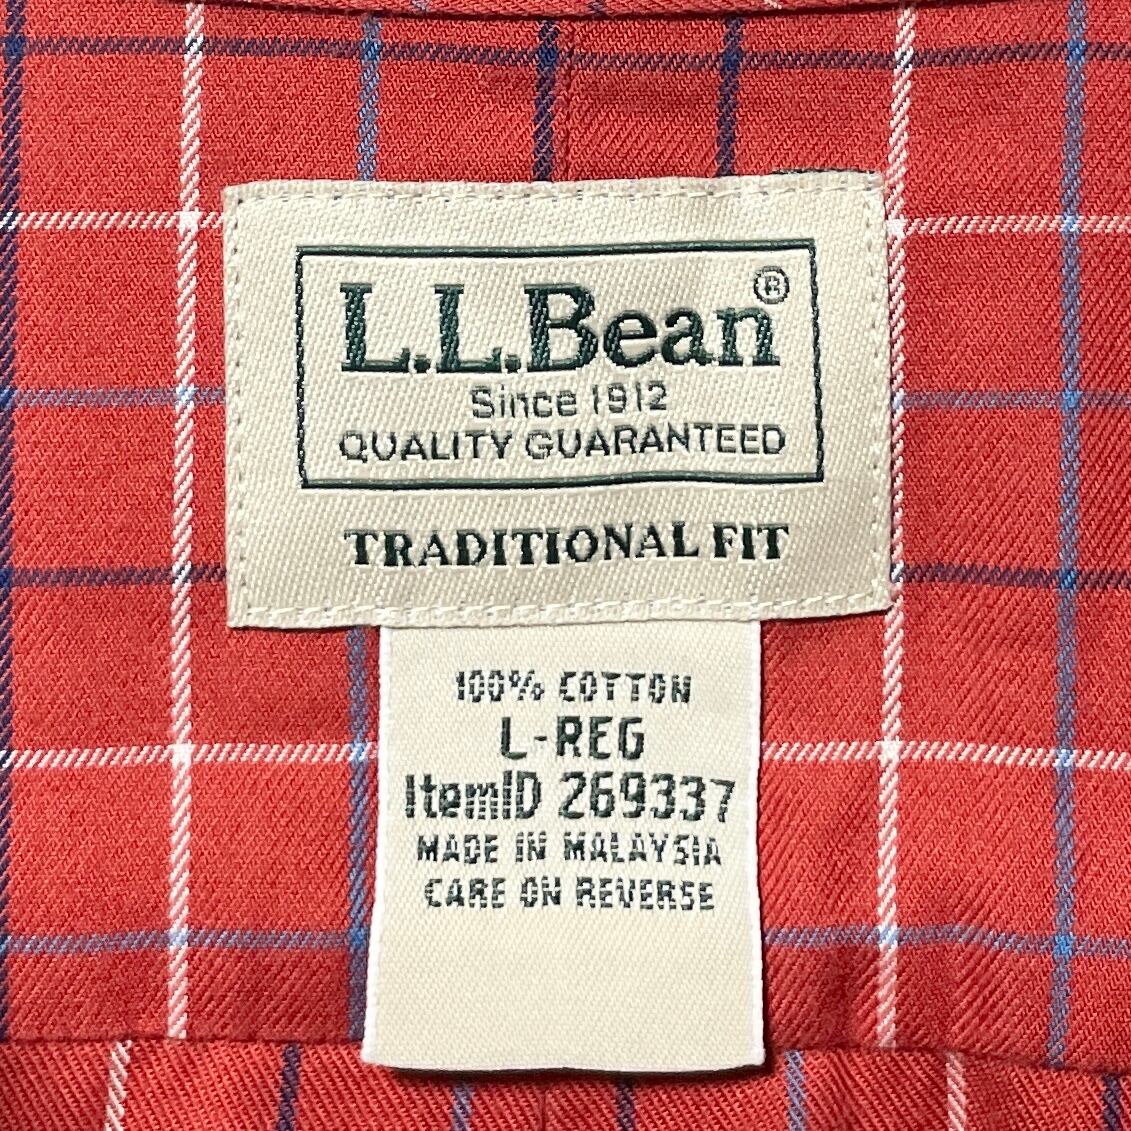 L.L.Bean®
Since 1912
QUALITY GUARANTEED
TRADITIONAL FIT
100% COTTON
L-REG
ItemID 269337
MADE IN MALAYSIA
CARE ON REVERSE